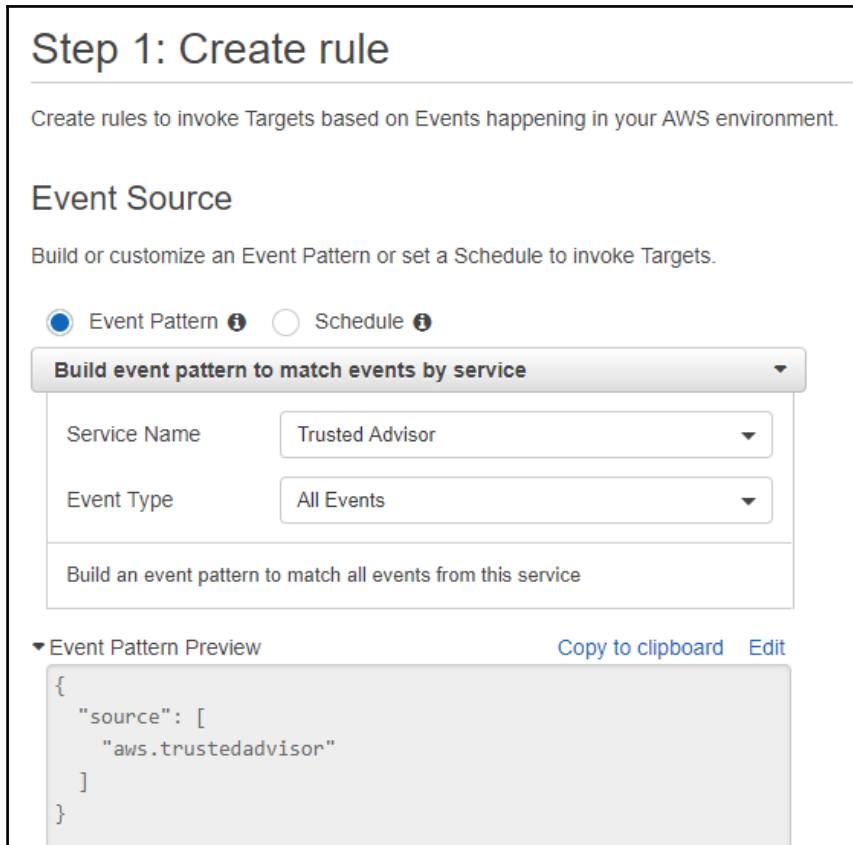 Step 1: Create rule
Create rules to invoke Targets based on Events happening in your AWS environment.
Event Source
Build or customize an Event Pattern or set a Schedule to invoke Targets.
Event Pattern Schedule
Build event pattern to match events by service
Service Name Trusted Advisor
Event Type All Events
Build an event pattern to match all events from this service
Event Pattern Preview Copy to clipboard Edit
{
  "source": [
    "aws.trustedadvisor"
  ]
}